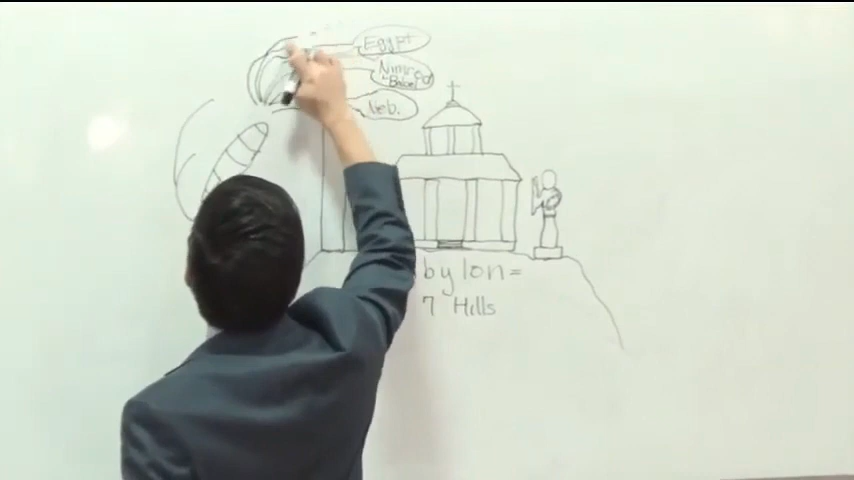 Egypt
Nimrod
Babel
Neb.
bylon =
7 Hills